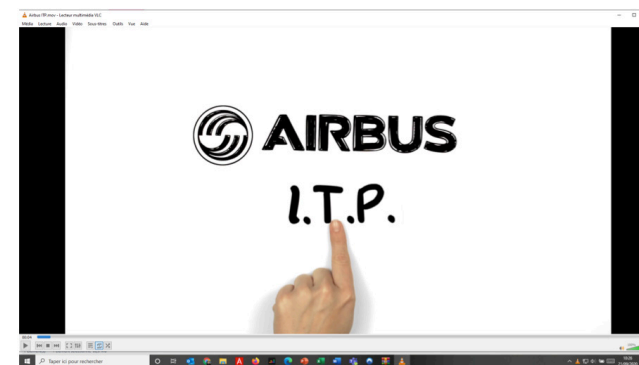 Airbus ITP.mov - Lecteur multimédia VLC
Média Lecture Audio Vidéo Sous-titres Outils Vue Aide
AIRBUS
I.T.P.
Taper ici pour rechercher